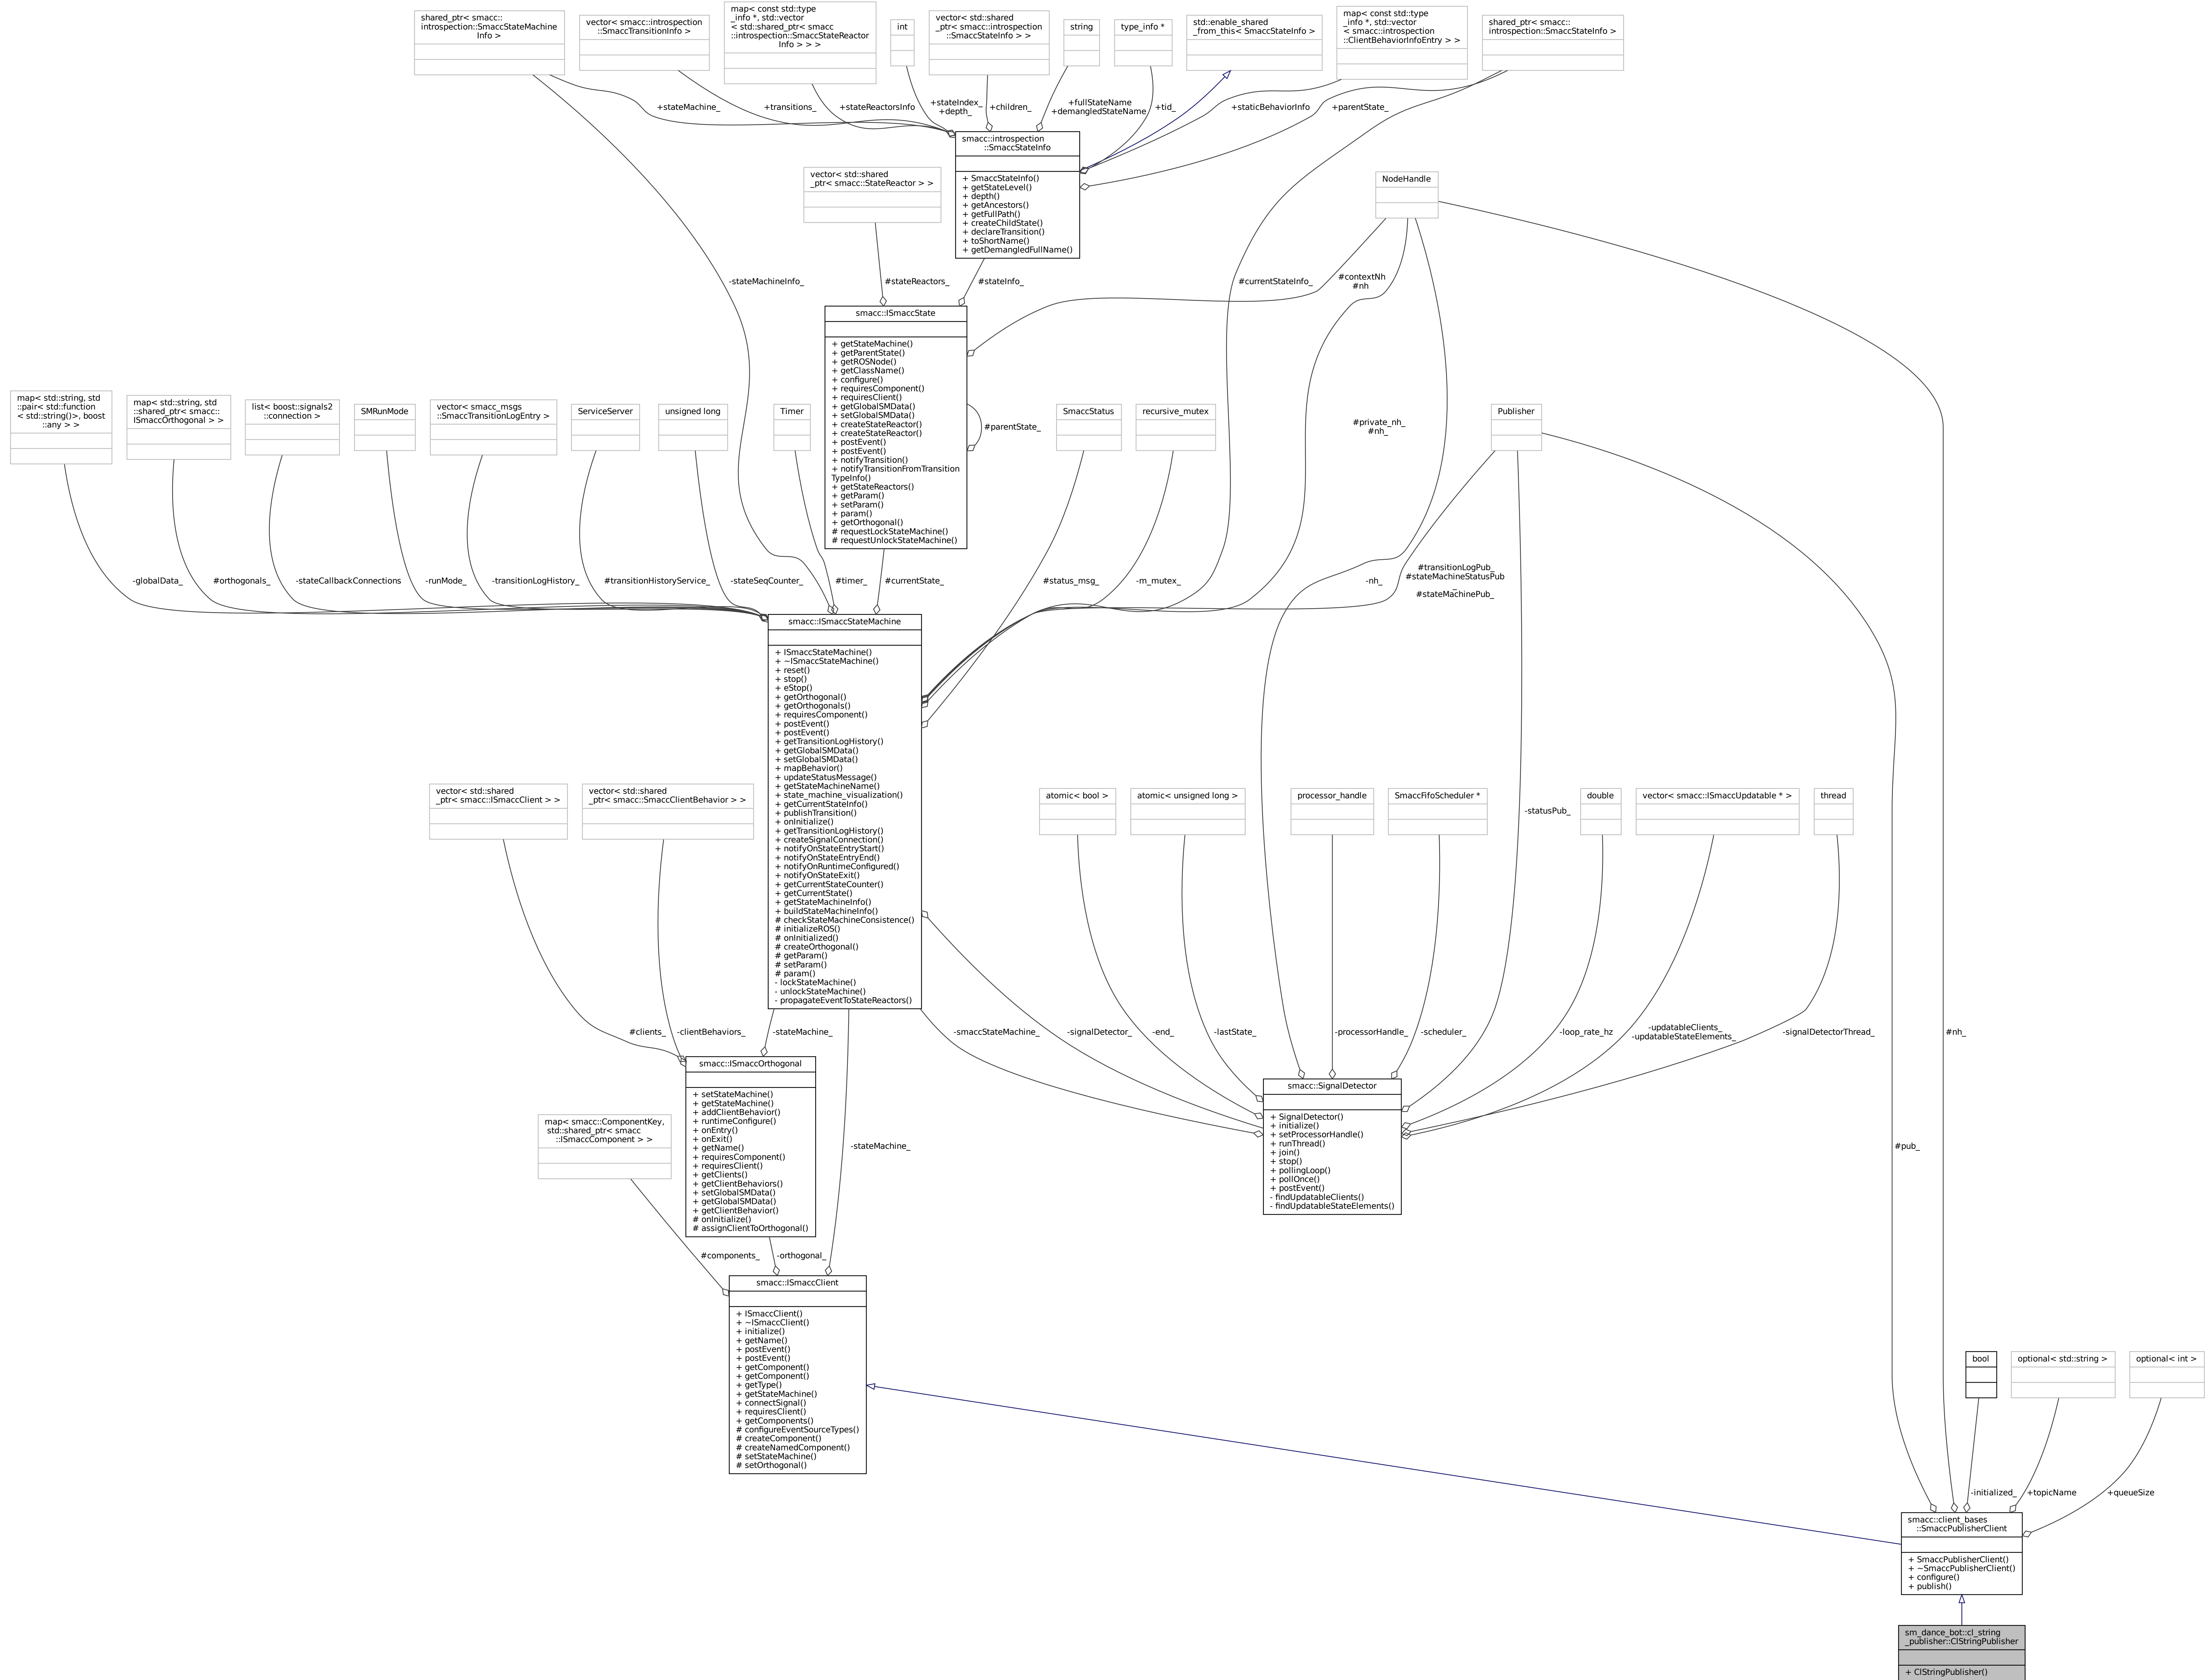 shared_ptr< smacc::
introspection::SmaccStateMachine
Info >
vector< smacc::introspection
::SmaccTransitionInfo >
map< const std::type
_info *, std::vector
< std::shared_ptr< smacc
::introspection::SmaccStateReactor
Info > > >
int
vector< std::shared
_ptr< smacc::introspection
::SmaccStateInfo > >
string
type_info *
std::enable_shared
_from_this< SmaccStateInfo >
map< const std::type
_info *, std::vector
< smacc::introspection
::ClientBehaviorInfoEntry > >
shared_ptr< smacc::
introspection::SmaccStateInfo >
+stateMachine_
+transitions_
+stateReactorsInfo
+stateIndex_
+depth_
+children_
+fullStateName
+demangledStateName
+tid_
+staticBehaviorInfo
+parentState_
smacc::introspection
::SmaccStateInfo
+ SmaccStateInfo()
+ getStateLevel()
+ depth()
+ getAncestors()
+ getFullPath()
+ createChildState()
+ declareTransition()
+ toShortName()
+ getDemangledFullName()
vector< std::shared
_ptr< smacc::StateReactor > >
NodeHandle
-stateMachineInfo_
#stateReactors_
#stateInfo_
#currentStateInfo_
#contextNh
#nh
smacc::ISmaccState
+ getStateMachine()
+ getParentState()
+ getROSNode()
+ getClassName()
+ configure()
+ requiresComponent()
+ requiresClient()
+ getGlobalSMData()
+ setGlobalSMData()
+ createStateReactor()
+ createStateReactor()
+ postEvent()
+ postEvent()
+ notifyTransition()
+ notifyTransitionFromTransition
TypeInfo()
+ getStateReactors()
+ getParam()
+ setParam()
+ param()
+ getOrthogonal()
# requestLockStateMachine()
# requestUnlockStateMachine()
#parentState_
map< std::string, std
::pair< std::function
< std::string()>, boost
::any > >
map< std::string, std
::shared_ptr< smacc::
ISmaccOrthogonal > >
list< boost::signals2
::connection >
SMRunMode
vector< smacc_msgs
::SmaccTransitionLogEntry >
ServiceServer
unsigned long
Timer
SmaccStatus
recursive_mutex
#private_nh_
#nh_
Publisher
-globalData_
#orthogonals_
-stateCallbackConnections
-runMode_
-transitionLogHistory_
#transitionHistoryService_
-stateSeqCounter_
#timer_
#currentState_
#status_msg_
-m_mutex_
-nh_
#transitionLogPub_
#stateMachineStatusPub
_
#stateMachinePub_
smacc::ISmaccStateMachine
+ ISmaccStateMachine()
+ ~ISmaccStateMachine()
+ reset()
+ stop()
+ eStop()
+ getOrthogonal()
+ getOrthogonals()
+ requiresComponent()
+ postEvent()
+ postEvent()
+ getTransitionLogHistory()
+ getGlobalSMData()
+ setGlobalSMData()
+ mapBehavior()
+ updateStatusMessage()
+ getStateMachineName()
+ state_machine_visualization()
+ getCurrentStateInfo()
+ publishTransition()
+ onInitialize()
+ getTransitionLogHistory()
+ createSignalConnection()
+ notifyOnStateEntryStart()
+ notifyOnStateEntryEnd()
+ notifyOnRuntimeConfigured()
+ notifyOnStateExit()
+ getCurrentStateCounter()
+ getCurrentState()
+ getStateMachineInfo()
+ buildStateMachineInfo()
# checkStateMachineConsistence()
# initializeROS()
# onInitialized()
# createOrthogonal()
# getParam()
# setParam()
# param()
- lockStateMachine()
- unlockStateMachine()
- propagateEventToStateReactors()
vector< std::shared
_ptr< smacc::ISmaccClient > >
vector< std::shared
_ptr< smacc::SmaccClientBehavior > >
atomic< bool >
atomic< unsigned long >
processor_handle
SmaccFifoScheduler *
-statusPub_
double
vector< smacc::ISmaccUpdatable * >
thread
#clients_
-clientBehaviors_
-stateMachine_
-smaccStateMachine_
-signalDetector_
-end_
-lastState_
-processorHandle_
-scheduler_
-loop_rate_hz
-updatableClients_
-updatableStateElements_
-signalDetectorThread_
#nh_
smacc::ISmaccOrthogonal
+ setStateMachine()
+ getStateMachine()
+ addClientBehavior()
+ runtimeConfigure()
+ onEntry()
+ onExit()
+ getName()
+ requiresComponent()
+ requiresClient()
+ getClients()
+ getClientBehaviors()
+ setGlobalSMData()
+ getGlobalSMData()
+ getClientBehavior()
# onInitialize()
# assignClientToOrthogonal()
smacc::SignalDetector
+ SignalDetector()
+ initialize()
+ setProcessorHandle()
+ runThread()
+ join()
+ stop()
+ pollingLoop()
+ pollOnce()
+ postEvent()
- findUpdatableClients()
- findUpdatableStateElements()
map< smacc::ComponentKey,
std::shared_ptr< smacc
::ISmaccComponent > >
-stateMachine_
#pub_
#components_
-orthogonal_
smacc::ISmaccClient
+ ISmaccClient()
+ ~ISmaccClient()
+ initialize()
+ getName()
+ postEvent()
+ postEvent()
+ getComponent()
+ getComponent()
+ getType()
+ getStateMachine()
+ connectSignal()
+ requiresClient()
+ getComponents()
# configureEventSourceTypes()
# createComponent()
# createNamedComponent()
# setStateMachine()
# setOrthogonal()
bool
optional< std::string >
optional< int >
-initialized_
+topicName
+queueSize
smacc::client_bases
::SmaccPublisherClient
+ SmaccPublisherClient()
+ ~SmaccPublisherClient()
+ configure()
+ publish()
sm_dance_bot::cl_string
_publisher::ClStringPublisher
+ ClStringPublisher()